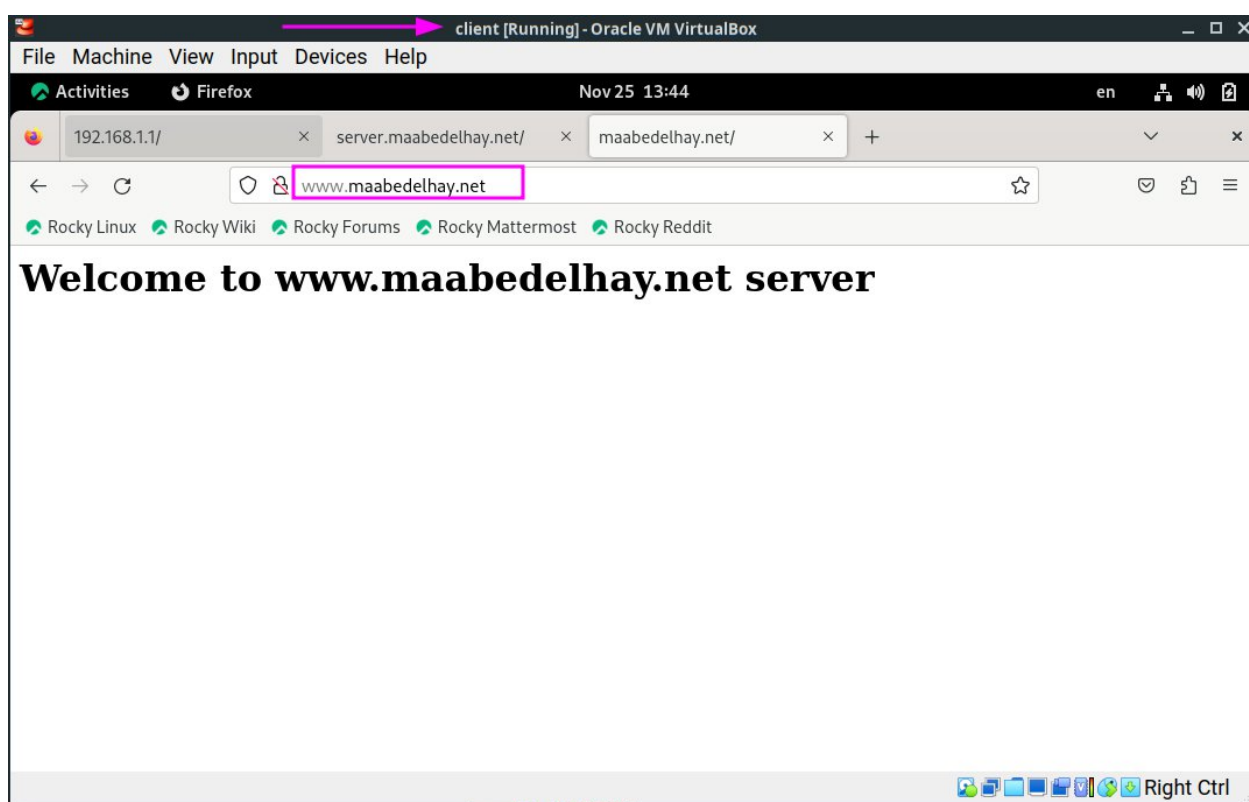 client [Running] - Oracle VM VirtualBox
File Machine View Input Devices Help
Activities Firefox Nov 25 13:44 en
192.168.1.1/ server.maabedelhay.net/ maabedelhay.net/
www.maabedelhay.net
Rocky Linux Rocky Wiki Rocky Forums Rocky Mattermost Rocky Reddit
Welcome to www.maabedelhay.net server
Right Ctrl